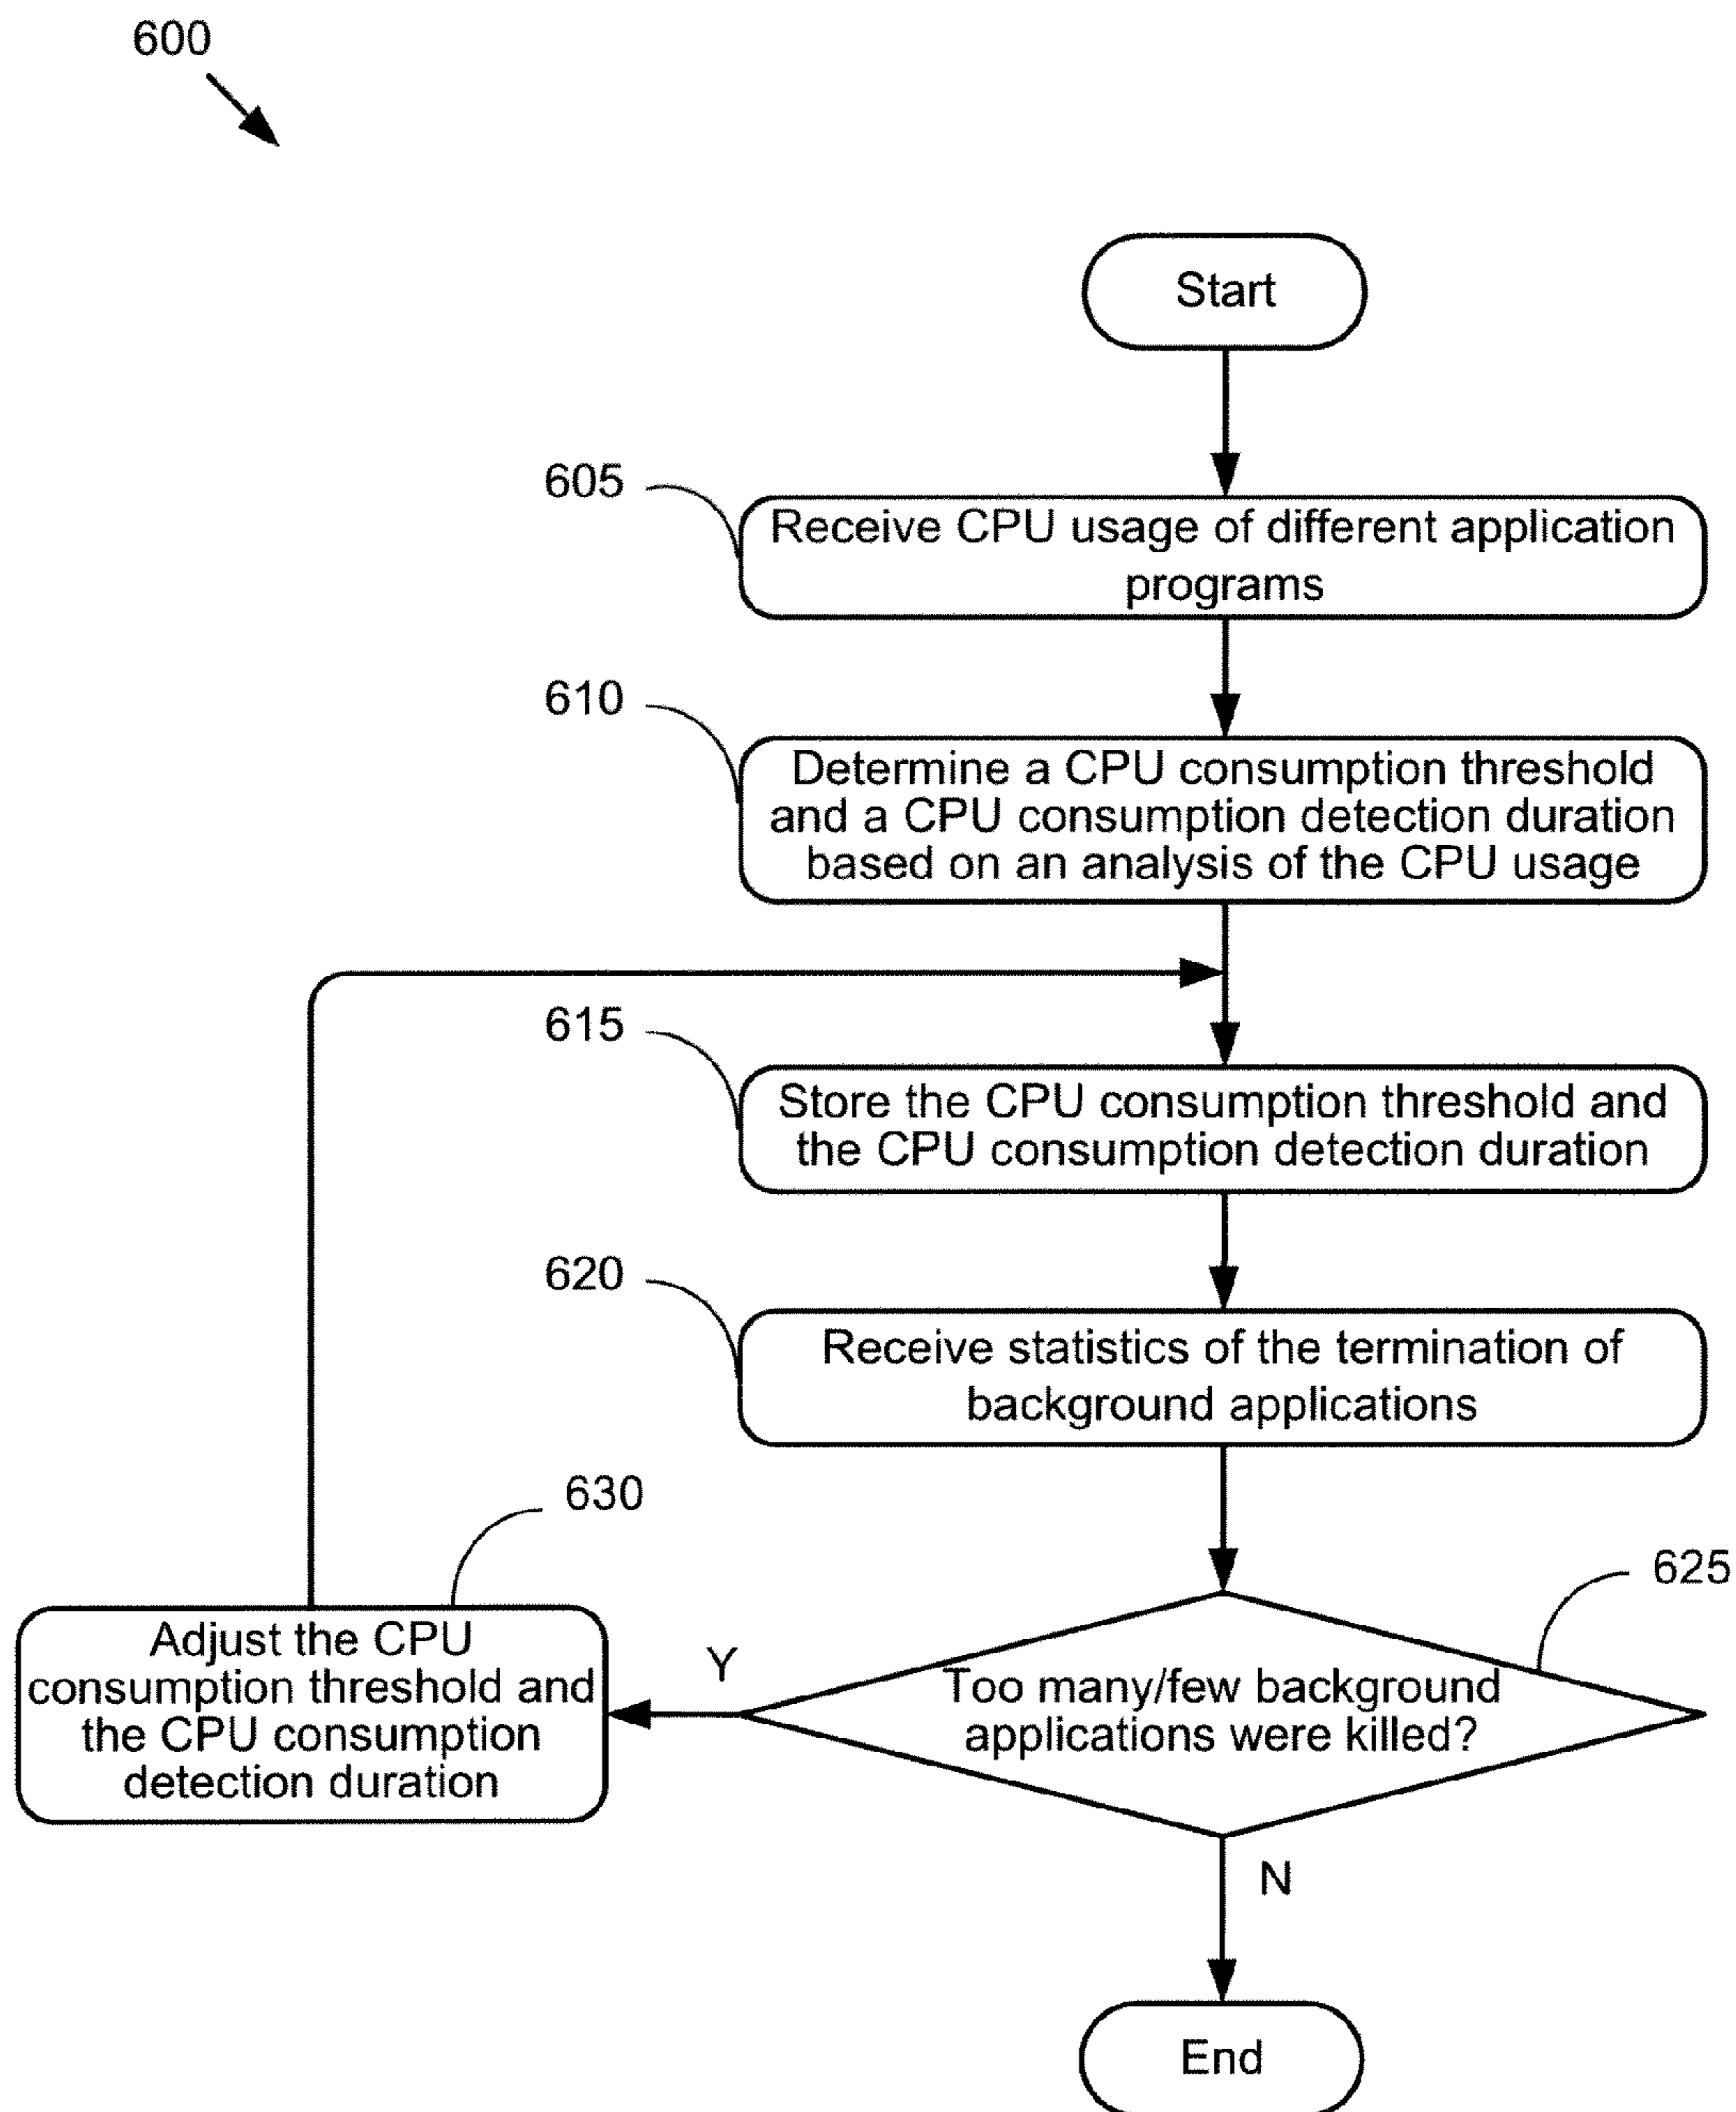 600
Start
605
Receive CPU usage of different application
programs
610
Determine a CPU consumption threshold
and a CPU consumption detection duration
based on an analysis of the CPU usage
615
Store the CPU consumption threshold and
the CPU consumption detection duration
620
Receive statistics of the termination of
background applications
630
625
Adjust the CPU
consumption threshold and
the CPU consumption
detection duration
Y
Too many/few background
applications were killed?
N
End